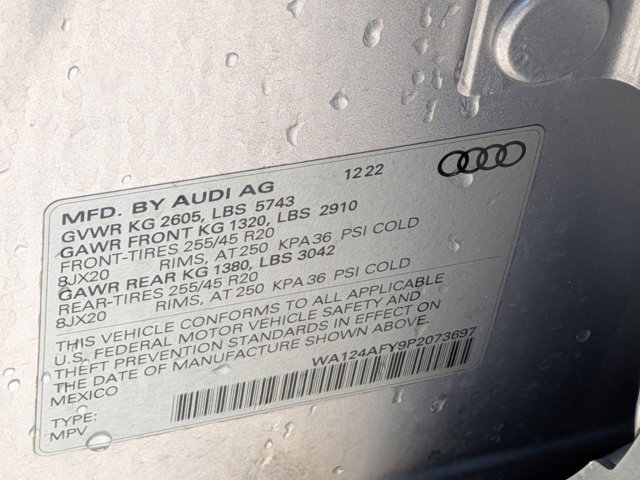 MFD. BY AUDI AG 12 22
GVWR KG 2605, LBS 5743
GAWR FRONT KG 1320, LBS 2910
FRONT-TIRES 255/45 R20
8JX20 RIMS, AT 250 KPA 36 PSI COLD
GAWR REAR KG 1380, LBS 3042
REAR-TIRES 255/45 R20
8JX20 RIMS, AT 250 KPA 36 PSI COLD
THIS VEHICLE CONFORMS TO ALL APPLICABLE
U.S. FEDERAL MOTOR VEHICLE SAFETY AND
THEFT PREVENTION STANDARDS IN EFFECT ON
THE DATE OF MANUFACTURE SHOWN ABOVE.
MEXICO WA124AFY9P2073697
TYPE:
MPV